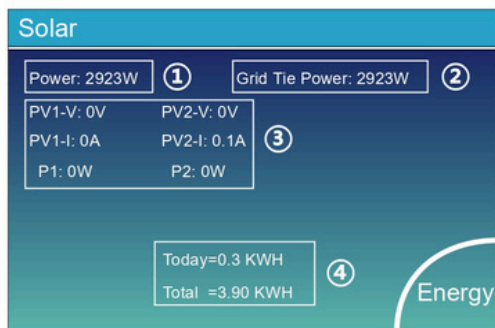 Solar
Power: 2923W ① Grid Tie Power: 2923W ②
PV1-V: 0V PV2-V: 0V
PV1-I: 0A PV2-I: 0.1A ③
P1: 0W P2: 0W
Today=0.3 KWH
Total =3.90 KWH ④
Energy